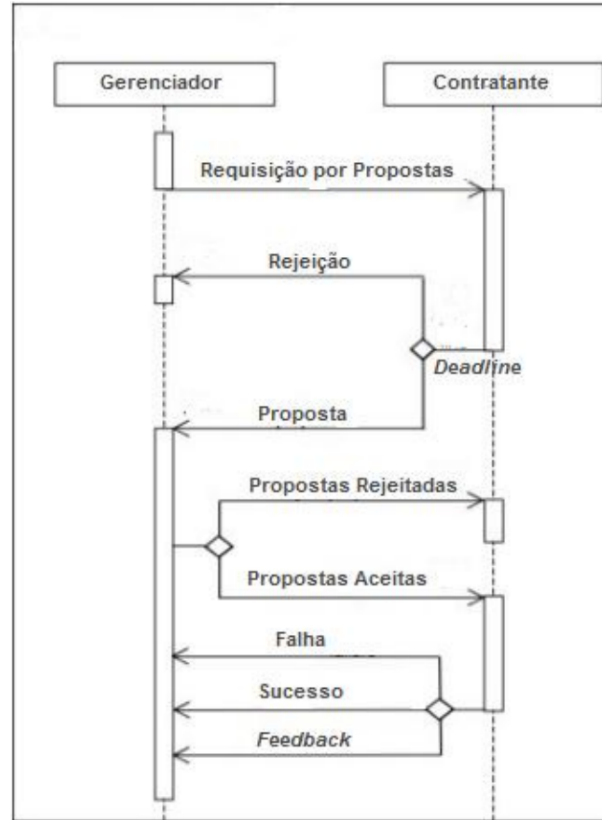 Gerenciador
Contratante
Requisição por Propostas
Rejeição
Deadline
Proposta
Propostas Rejeitadas
Propostas Aceitas
Falha
Sucesso
Feedback